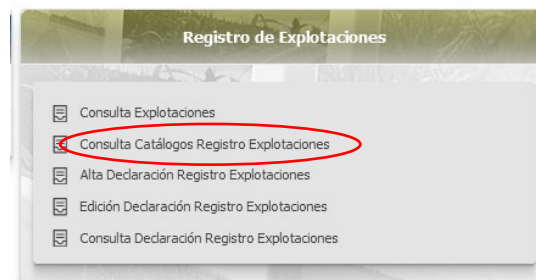 Registro de Explotaciones
Consulta Explotaciones
Consulta Catálogos Registro Explotaciones
Alta Declaración Registro Explotaciones
Edición Declaración Registro Explotaciones
Consulta Declaración Registro Explotaciones